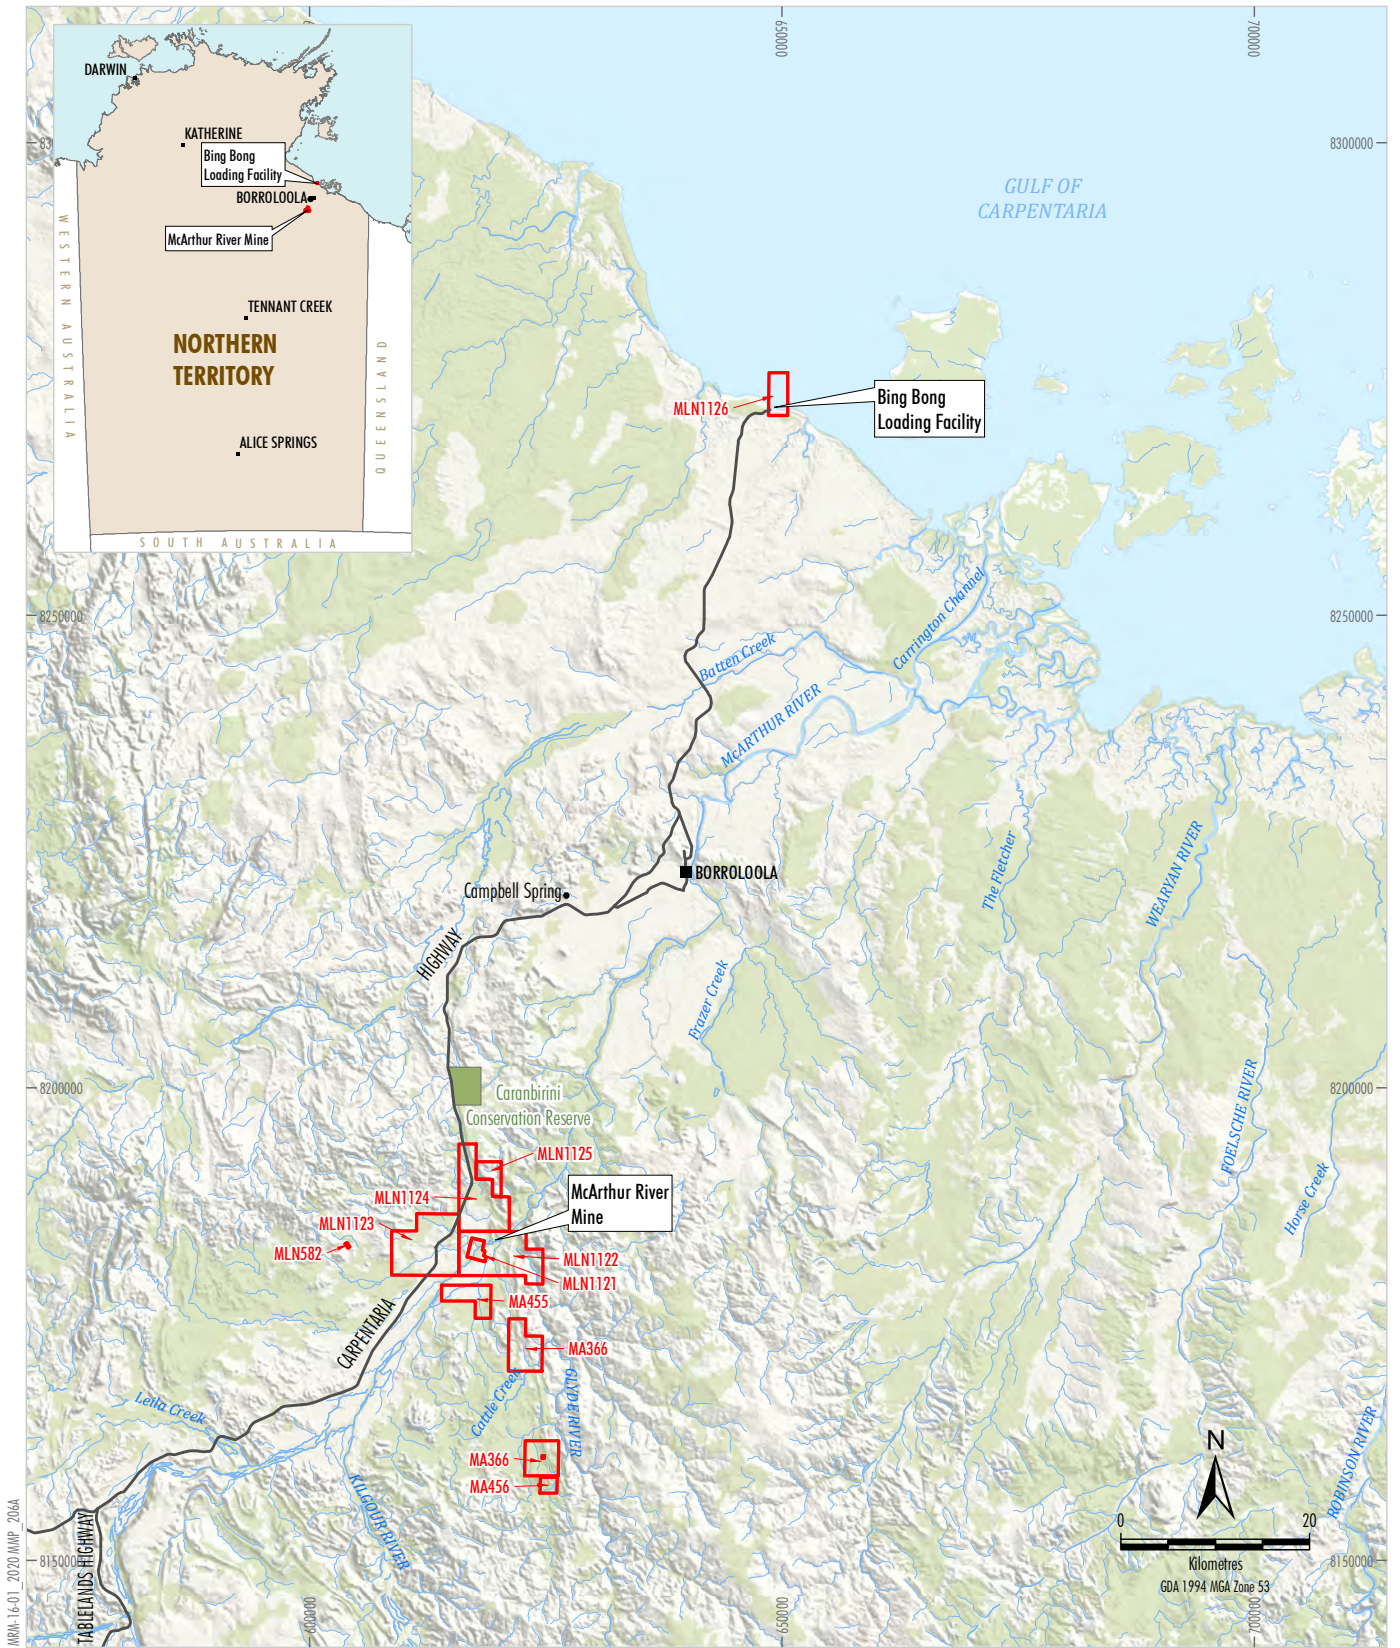 650000
700000
DARWIN
KATHERINE
Bing Bong
Loading Facility
BORROLOOLA
McArthur River Mine
TENNANT CREEK
NORTHERN
TERRITORY
ALICE SPRINGS
WESTERN AUSTRALIA
QUEENSLAND
SOUTH AUSTRALIA
83
8300000
GULF OF
CARPENTARIA
MLN1126
Bing Bong
Loading Facility
8250000
8250000
Carrington Channel
Batten Creek
McARTHUR RIVER
BORROLOOLA
Campbell Spring
HIGHWAY
The Fletcher
WEARYAN RIVER
Frazer Creek
8200000
8200000
Caranbirini
Conservation Reserve
FOELSCHE RIVER
Horse Creek
MLN1125
MLN1124
McArthur River
Mine
MLN1123
MLN582
MLN1122
MLN1121
MA455
CARPENTARIA
MA366
Cattle Creek
GLYDE RIVER
Leila Creek
MA366
MA456
KILGOUR RIVER
ROBINSON RIVER
N
0
20
Kilometres
GDA 1994 MGA Zone 53
TABLELANDS HIGHWAY
8150000
8150000
600000
650000
700000
MRM-16-01_2020 MMP_206A